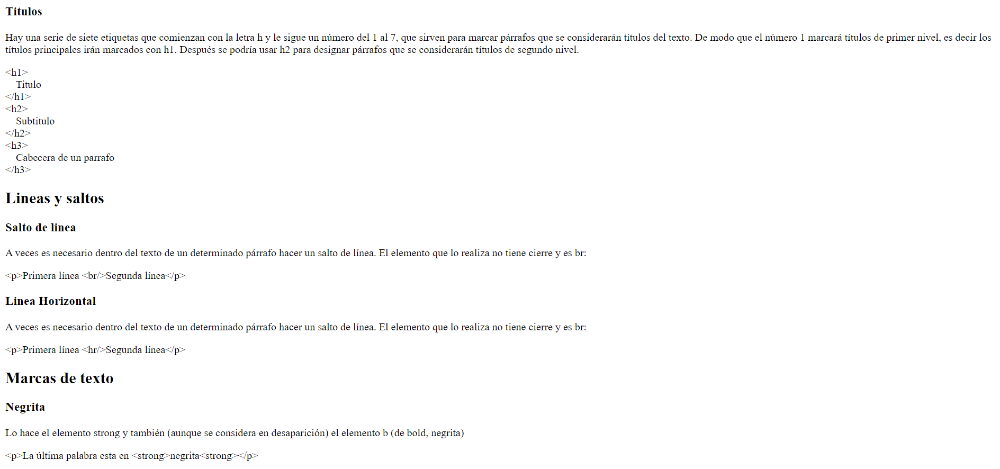 Titulos
Hay una serie de siete etiquetas que comienzan con la letra h y le sigue un número del 1 al 7, que sirven para marcar párrafos que se considerarán títulos del texto. De modo que el número 1 marcará títulos de primer nivel, es decir los
títulos principales irán marcados con h1. Después se podría usar h2 para designar párrafos que se considerarán títulos de segundo nivel.
<h1>
Titulo
</h1>
<h2>
Subtitulo
</h2>
<h3>
Cabecera de un parrafo
</h3>
Lineas y saltos
Salto de linea
A veces es necesario dentro del texto de un determinado párrafo hacer un salto de línea. El elemento que lo realiza no tiene cierre y es br:
<p>Primera línea <br/>Segunda línea</p>
Linea Horizontal
A veces es necesario dentro del texto de un determinado párrafo hacer un salto de línea. El elemento que lo realiza no tiene cierre y es br:
<p>Primera línea <hr/>Segunda línea</p>
Marcas de texto
Negrita
Lo hace el elemento strong y también (aunque se considera en desaparición) el elemento b (de bold, negrita)
<p>La última palabra esta en <strong>negrita<strong></p>